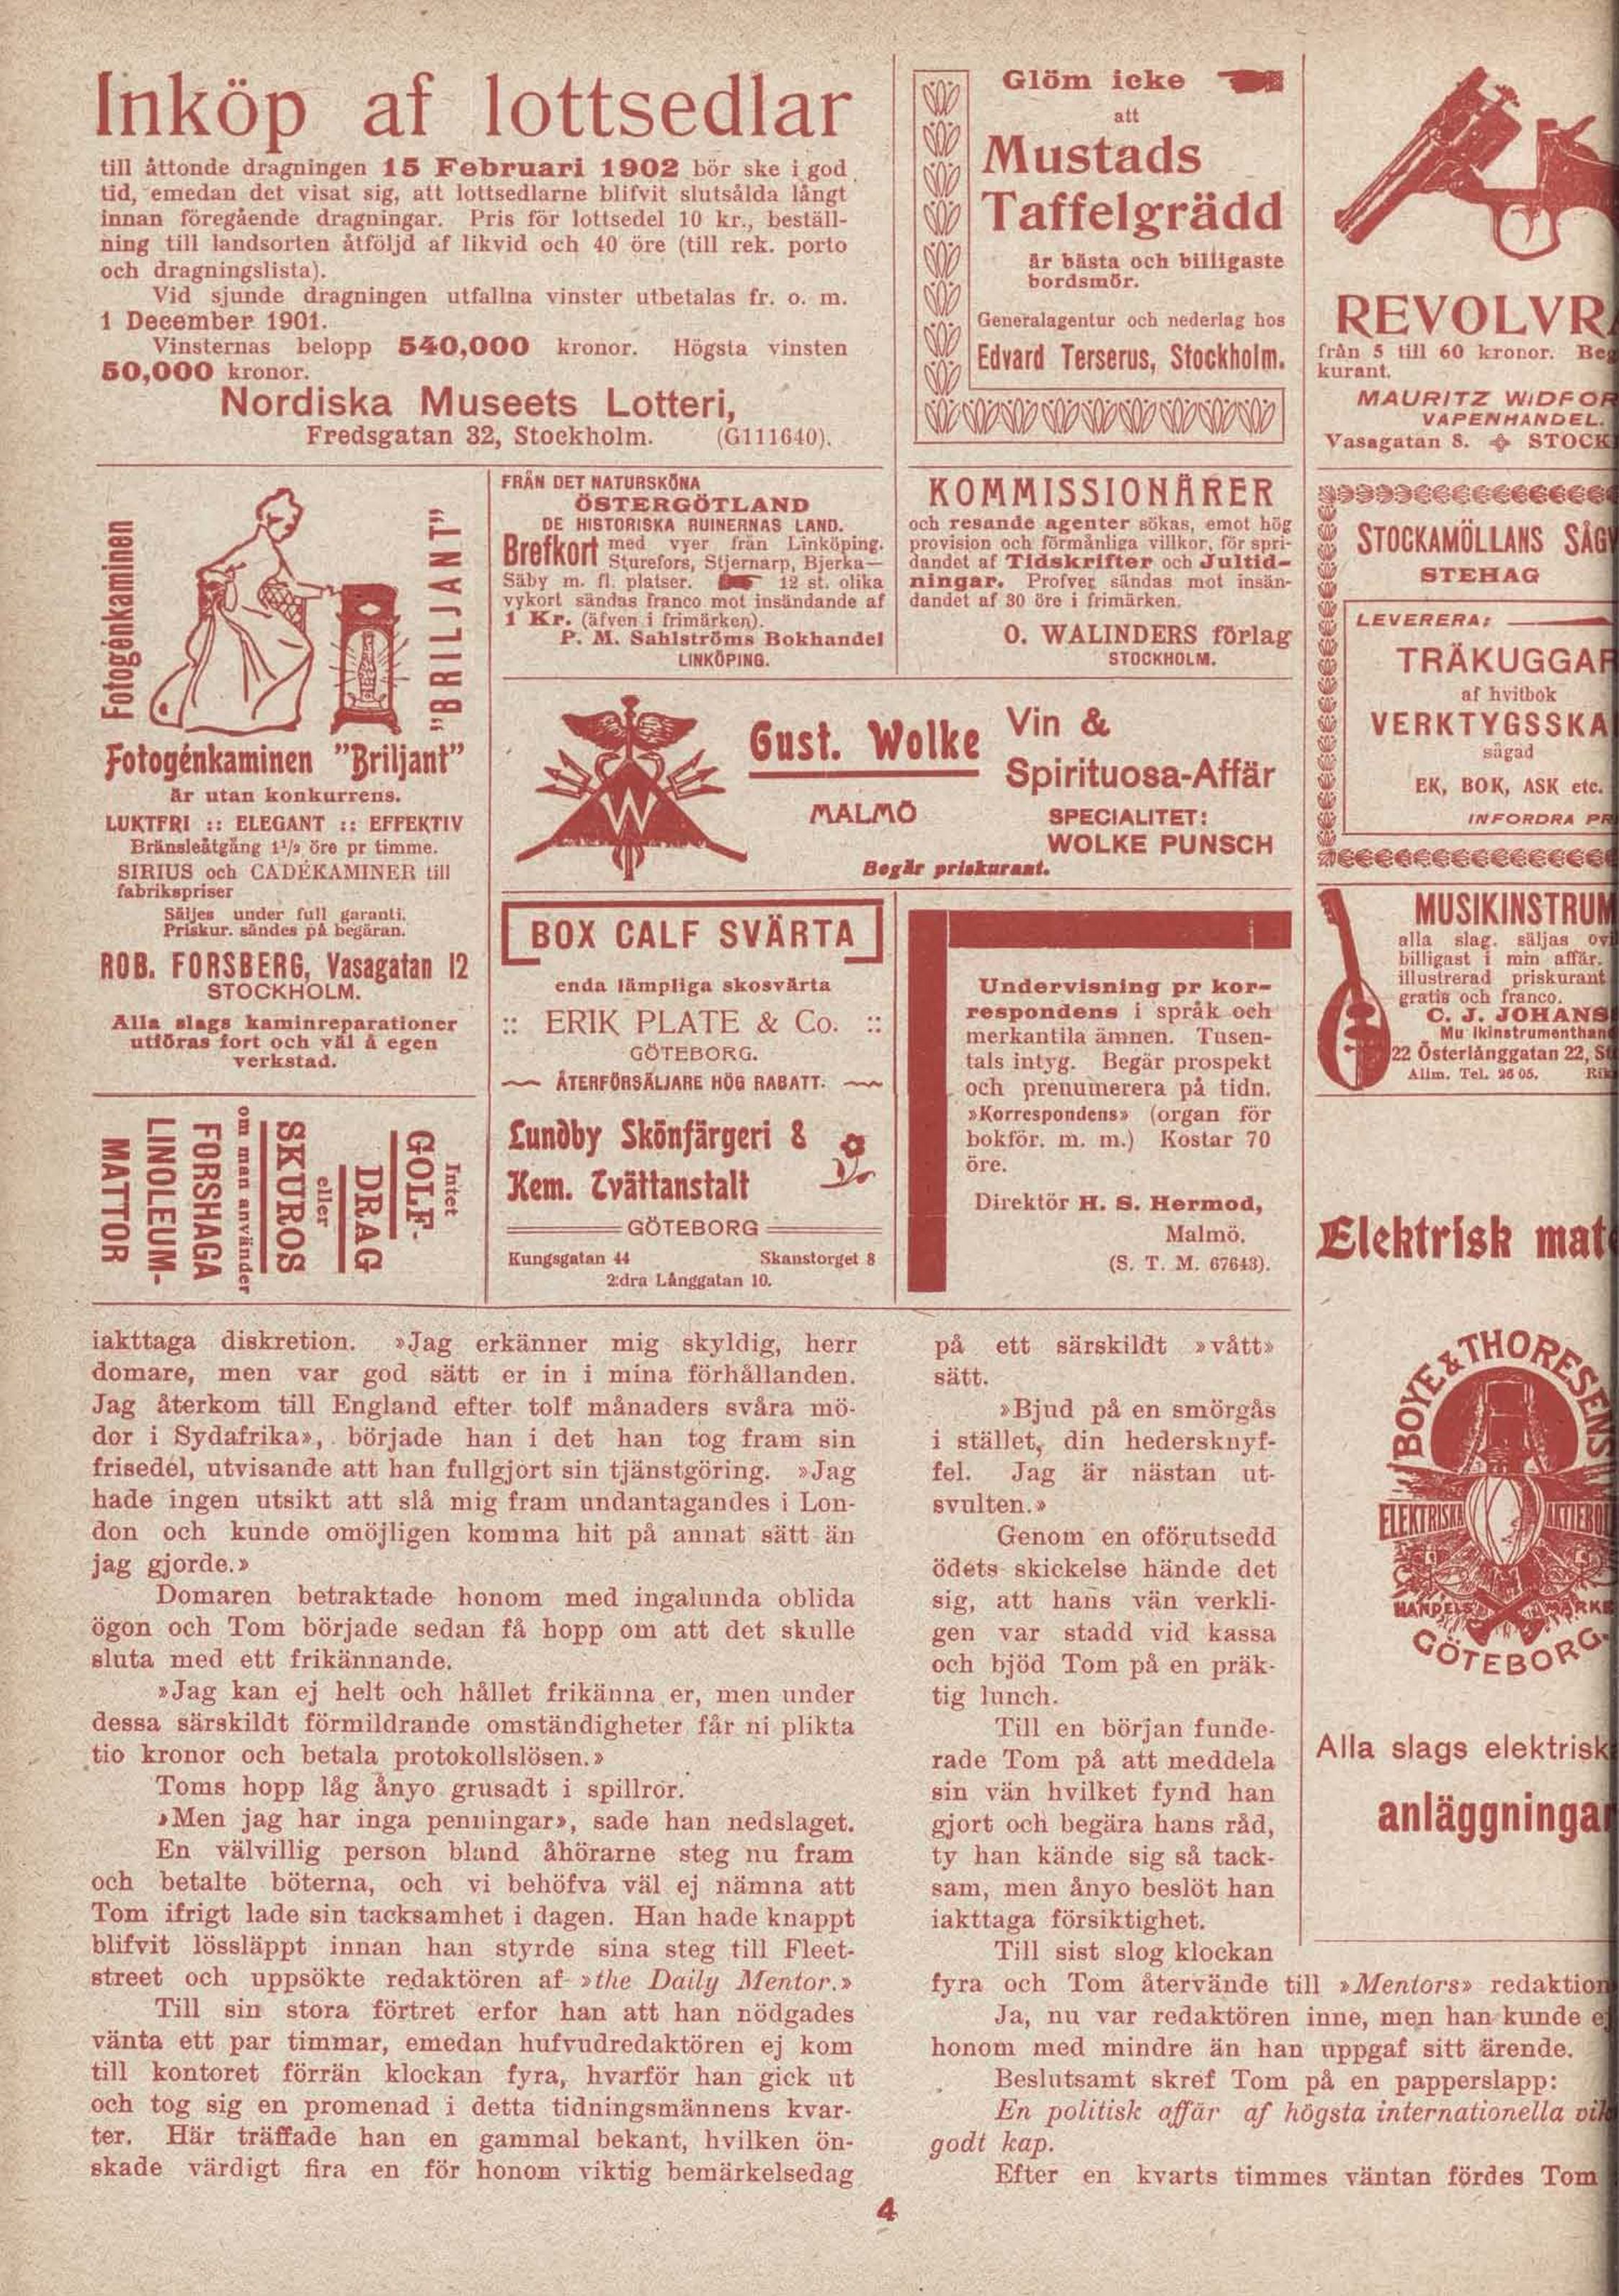 Inköp af lottsedlar
till åttonde dragningen 15 Februari 1902 bör ske i god
tid, emedan det visat sig, att lottsedlarne blifvit slutsålda långt
innan föregående dragningar. Pris för lottsedel 10 kr., beställ-
ning till landsorten åtföljd af likvid och 40 öre (till rek. porto
och dragningslista).
Vid sjunde dragningen utfallna vinster utbetalas fr. o. m.
1 December 1901.
Vinsternas belopp 540,000 kronor. Högsta vinsten
50,000 kronor.
Nordiska Museets Lotteri,
Fredsgatan 32, Stockholm. (G111640).
Glöm icke
att
Mustads
Taffelgrädd
är bästa och billigaste
bordsmör.
Generalagentur och nederlag hos
Edvard Terserus, Stockholm.
REVOLVR
från 5 till 60 kronor. Beg
kurant.
MAURITZ WIDFOR
VAPENHANDEL.
Vasagatan 8. STOCK
Fotogénkaminen
"BRILJANT"
Fotogénkaminen "Briljant"
är utan konkurrens.
LUKTFRI :: ELEGANT :: EFFEKTIV
Bränsleåtgång 1½ öre pr timme.
SIRIUS och CADÉKAMINER till
fabrikspriser
Säljes under full garanti.
Priskur. sändes på begäran.
ROB. FORSBERG, Vasagatan 12
STOCKHOLM.
Alla slags kaminreparationer
utföras fort och väl å egen
verkstad.
Intet
GOLF-
DRAG
eller
SKUROS
om man använder
FORSHAGA
LINOLEUM-
MATTOR
FRÅN DET NATURSKÖNA
ÖSTERGÖTLAND
DE HISTORISKA RUINERNAS LAND.
Brefkort med vyer från Linköping.
Sturefors, Stjernarp, Bjerka—
Säby m. fl. platser. 12 st. olika
vykort sändas franco mot insändande af
1 Kr. (äfven i frimärken).
P. M. Sahlströms Bokhandel
LINKÖPING.
KOMMISSIONÄRER
och resande agenter sökas, emot hög
provision och förmånliga villkor, för spri-
dandet af Tidskrifter och Jultid-
ningar. Profver sändas mot insän-
dandet af 30 öre i frimärken.
O. WALINDERS förlag
STOCKHOLM.
W
Gust. Wolke
MALMÖ
Vin &
Spirituosa-Affär
SPECIALITET:
WOLKE PUNSCH
Begär priskurant.
BOX CALF SVÄRTA
enda lämpliga skosvärta
:: ERIK PLATE & Co. ::
GÖTEBORG.
ÅTERFÖRSÄLJARE HÖG RABATT.
Lundby Skönfärgeri &
Kem. Tvättanstalt
GÖTEBORG
Kungsgatan 44 Skanstorget 8
2:dra Långgatan 10.
Undervisning pr kor-
respondens i språk och
merkantila ämnen. Tusen-
tals intyg. Begär prospekt
och prenumerera på tidn.
»Korrespondens» (organ för
bokför. m. m.) Kostar 70
öre.
Direktör H. S. Hermod,
Malmö.
(S. T. M. 67643).
STOCKAMÖLLANS SÅG
STEHAG
LEVERERA:
TRÄKUGGAR
af hvitbok
VERKTYGSSKA
sågad
EK, BOK, ASK etc.
INFORDRA PR
MUSIKINSTRUM
alla slag. säljas
billigast i min affär.
illustrerad priskurant
gratis och franco.
C. J. JOHANS
Mu ikinstrumenthan
22 Österlånggatan 22, S
Allm. Tel. 26 05.
Elektrisk mat
BOYE & THORESENS
ELEKTRISKA AKTIEBOL
HANDELS MÄRKE
GÖTEBORG.
Alla slags elektrisk
anläggningar
iakttaga diskretion. »Jag erkänner mig skyldig, herr
domare, men var god sätt er in i mina förhållanden.
Jag återkom till England efter tolf månaders svåra mö-
dor i Sydafrika», började han i det han tog fram sin
frisedel, utvisande att han fullgjort sin tjänstgöring. »Jag
hade ingen utsikt att slå mig fram undantagandes i Lon-
don och kunde omöjligen komma hit på annat sätt än
jag gjorde.»
Domaren betraktade honom med ingalunda oblida
ögon och Tom började sedan få hopp om att det skulle
sluta med ett frikännande.
»Jag kan ej helt och hållet frikänna er, men under
dessa särskildt förmildrande omständigheter får ni plikta
tio kronor och betala protokollslösen.»
Toms hopp låg ånyo grusadt i spillror.
»Men jag har inga penningar», sade han nedslaget.
En välvillig person bland åhörarne steg nu fram
och betalte böterna, och vi behöfva väl ej nämna att
Tom ifrigt lade sin tacksamhet i dagen. Han hade knappt
blifvit lössläppt innan han styrde sina steg till Fleet-
street och uppsökte redaktören af »the Daily Mentor.»
Till sin stora förtret erfor han att han nödgades
vänta ett par timmar, emedan hufvudredaktören ej kom
till kontoret förrän klockan fyra, hvarför han gick ut
och tog sig en promenad i detta tidningsmännens kvar-
ter. Här träffade han en gammal bekant, hvilken ön-
skade värdigt fira en för honom viktig bemärkelsedag
på ett särskildt »vått»
sätt.
»Bjud på en smörgås
i stället, din hedersknyf-
fel. Jag är nästan ut-
svulten.»
Genom en oförutsedd
ödets skickelse hände det
sig, att hans vän verkli-
gen var stadd vid kassa
och bjöd Tom på en präk-
tig lunch.
Till en början funde-
rade Tom på att meddela
sin vän hvilket fynd han
gjort och begära hans råd,
ty han kände sig så tack-
sam, men ånyo beslöt han
iakttaga försiktighet.
Till sist slog klockan
fyra och Tom återvände till »Mentors» redaktion
Ja, nu var redaktören inne, men han kunde ej
honom med mindre än han uppgaf sitt ärende.
Beslutsamt skref Tom på en papperslapp:
En politisk affär af högsta internationella vik
godt kap.
Efter en kvarts timmes väntan fördes Tom
4